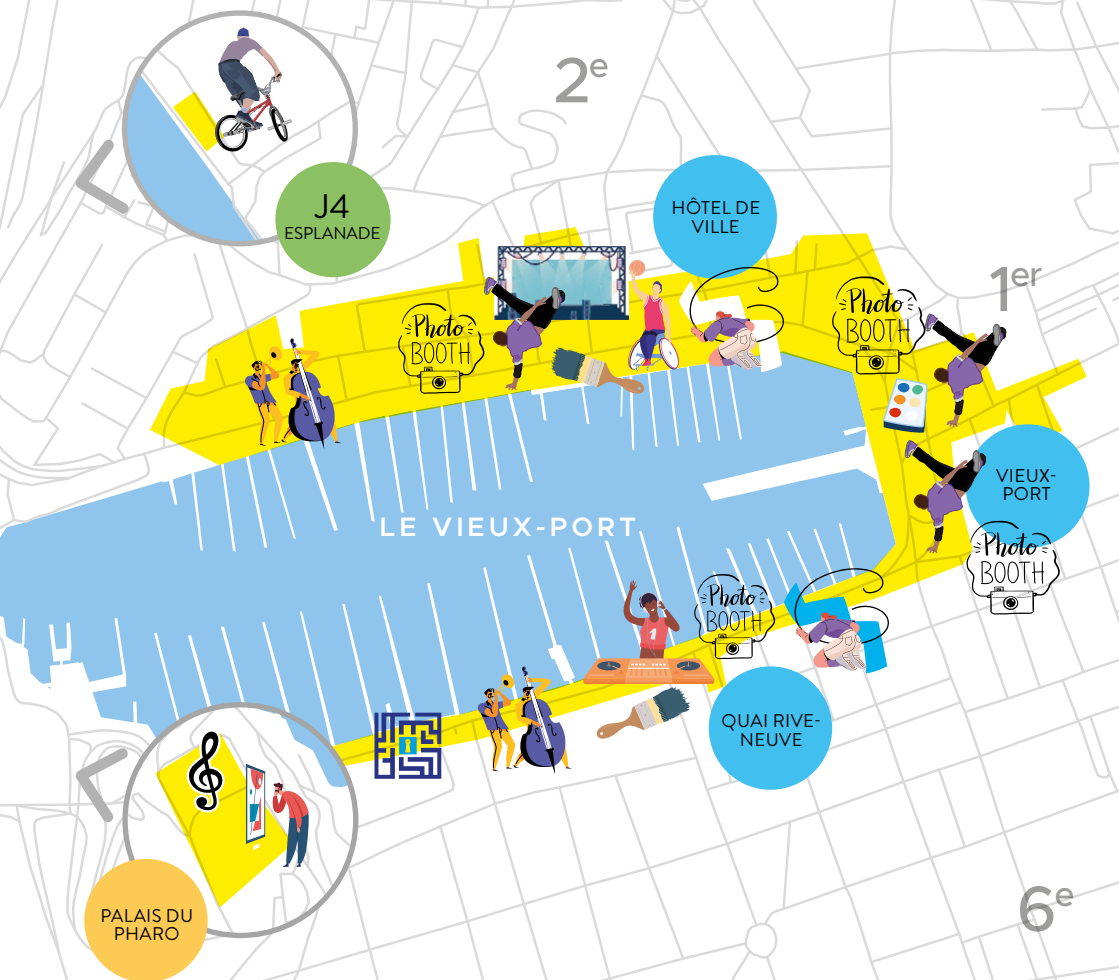 2e
J4
ESPLANADE
HÔTEL DE
VILLE
1er
Photo
BOOTH
Photo
BOOTH
VIEUX-
PORT
LE VIEUX-PORT
Photo
BOOTH
Photo
BOOTH
1
QUAI RIVE-
NEUVE
PALAIS DU
PHARO
6e